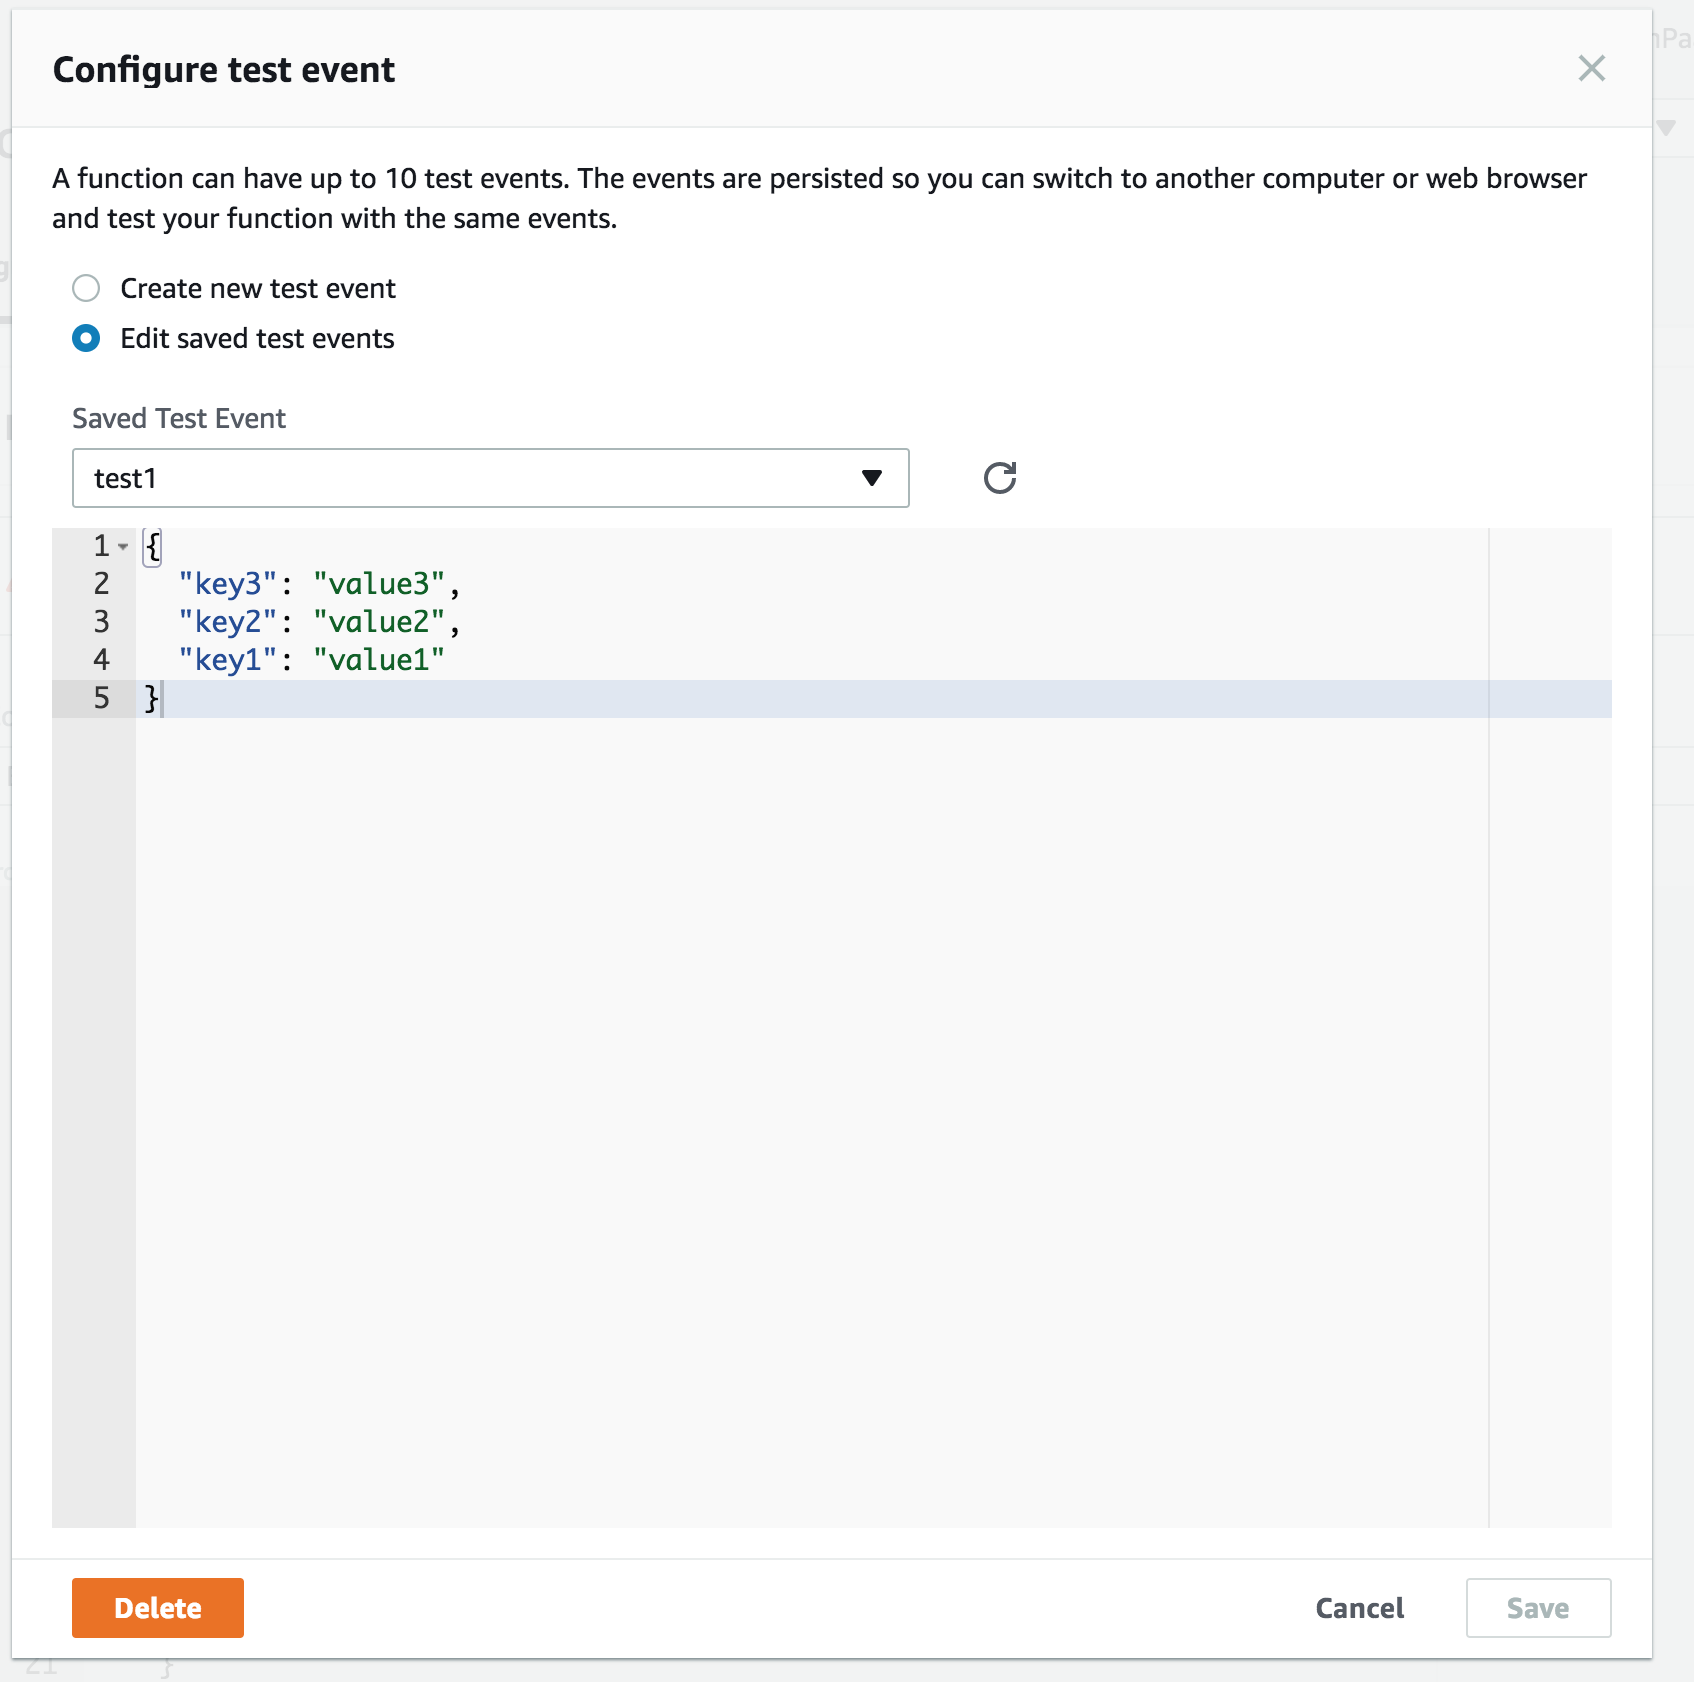 Configure test event
A function can have up to 10 test events. The events are persisted so you can switch to another computer or web browser
and test your function with the same events.
Create new test event
Edit saved test events
Saved Test Event
test1
1 {
2 "key3": "value3",
3 "key2": "value2",
4 "key1": "value1"
5 }
Delete
Cancel
Save
21 }